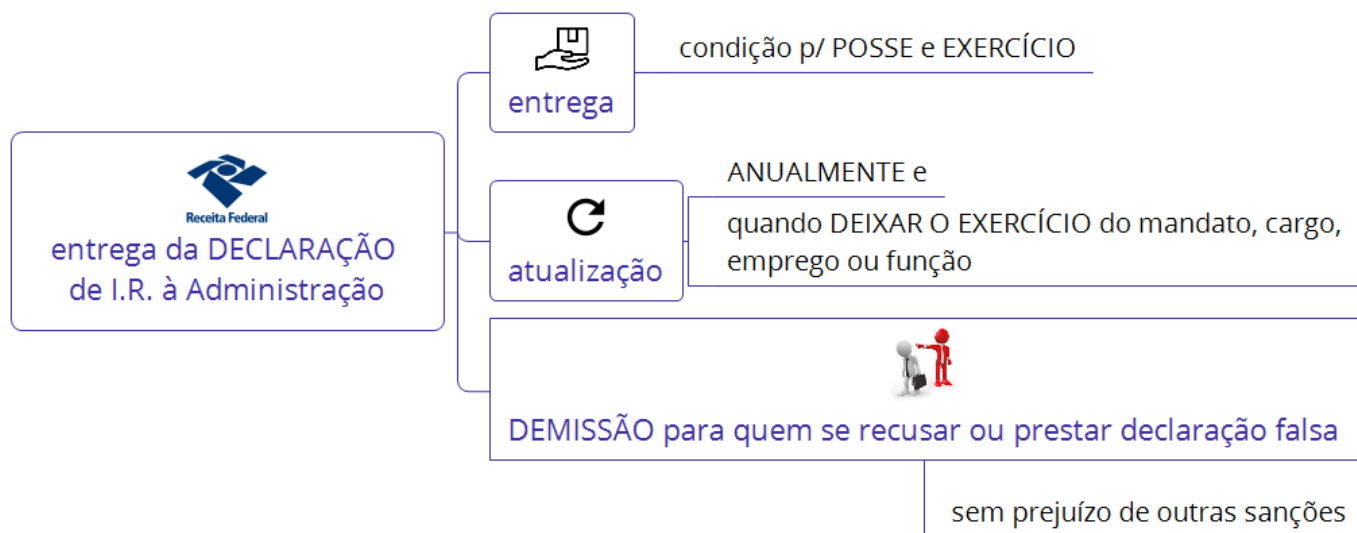 Receita Federal
entrega da DECLARAÇÃO
de I.R. à Administração
entrega
condição p/ POSSE e EXERCÍCIO
atualização
ANUALMENTE e
quando DEIXAR O EXERCÍCIO do mandato, cargo,
emprego ou função
DEMISSÃO para quem se recusar ou prestar declaração falsa
sem prejuízo de outras sanções